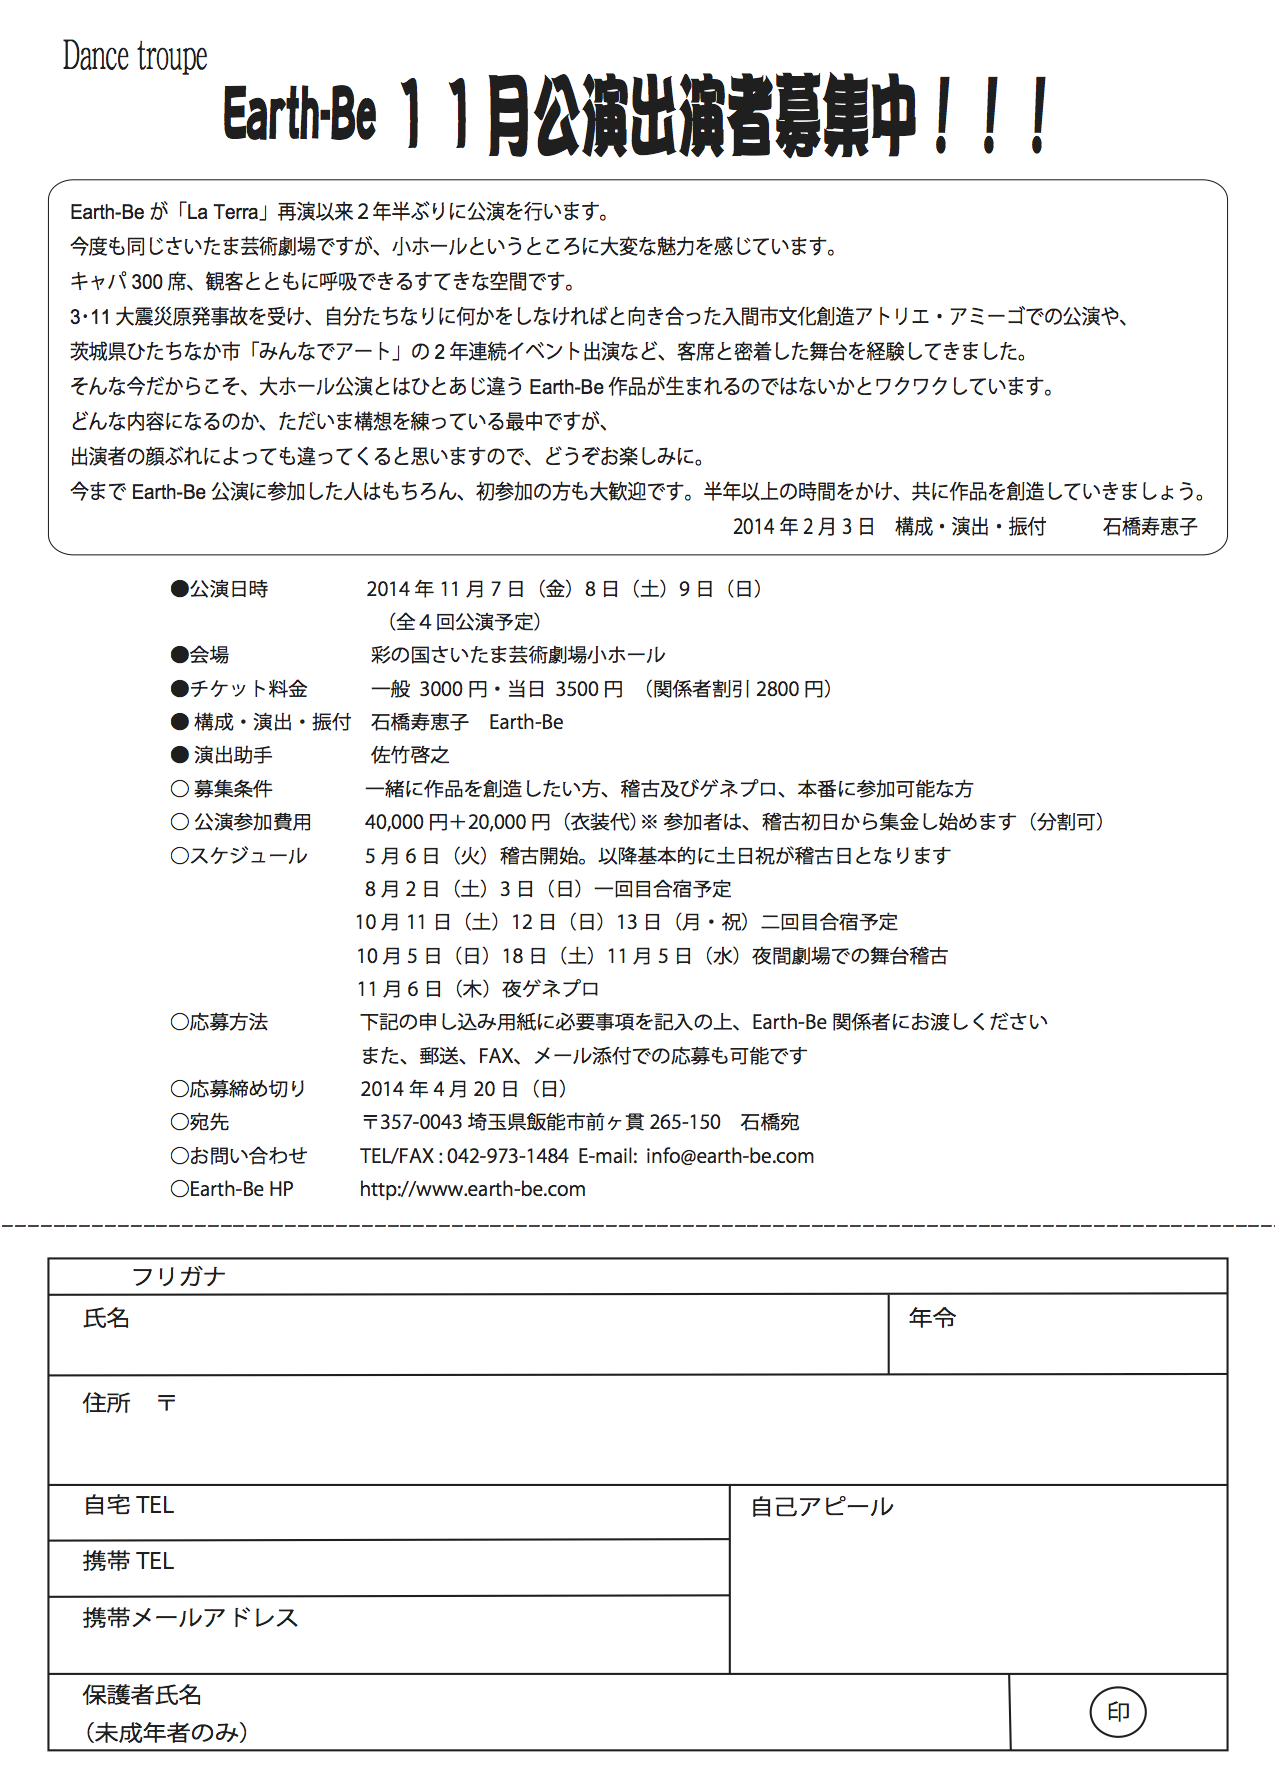 Dance troupe
Earth-Be 11月公演出演者募集中！！！
Earth-Be が「La Terra」再演以来２年半ぶりに公演を行います。
今度も同じさいたま芸術劇場ですが、小ホールというところに大変な魅力を感じています。
キャパ 300 席、観客とともに呼吸できるすてきな空間です。
3・11 大震災原発事故を受け、自分たちなりに何かをしなければと向き合った入間市文化創造アトリエ・アミーゴでの公演や、
茨城県ひたちなか市「みんなでアート」の２年連続イベント出演など、客席と密着した舞台を経験してきました。
そんな今だからこそ、大ホール公演とはひとあじ違う Earth-Be 作品が生まれるのではないかとワクワクしています。
どんな内容になるのか、ただいま構想を練っている最中ですが、
出演者の顔ぶれによっても違ってくると思いますので、どうぞお楽しみに。
今まで Earth-Be 公演に参加した人はもちろん、初参加の方も大歓迎です。半年以上の時間をかけ、共に作品を創造していきましょう。
2014 年 2 月 3 日　構成・演出・振付　　　石橋寿恵子
●公演日時　2014 年 11 月 7 日（金）8 日（土）9 日（日）
（全４回公演予定）
●会場　彩の国さいたま芸術劇場小ホール
●チケット料金　一般 3000 円・当日 3500 円 （関係者割引 2800 円）
● 構成・演出・振付　石橋寿恵子　Earth-Be
● 演出助手　佐竹啓之
○ 募集条件　一緒に作品を創造したい方、稽古及びゲネプロ、本番に参加可能な方
○ 公演参加費用　40,000 円＋20,000 円（衣装代）※ 参加者は、稽古初日から集金し始めます（分割可）
○スケジュール　5 月 6 日（火）稽古開始。以降基本的に土日祝が稽古日となります
8 月 2 日（土）3 日（日）一回目合宿予定
10 月 11 日（土）12 日（日）13 日（月・祝）二回目合宿予定
10 月 5 日（日）18 日（土）11 月 5 日（水）夜間劇場での舞台稽古
11 月 6 日（木）夜ゲネプロ
○応募方法　下記の申し込み用紙に必要事項を記入の上、Earth-Be 関係者にお渡しください
また、郵送、FAX、メール添付での応募も可能です
○応募締め切り　2014 年 4 月 20 日（日）
○宛先　〒357-0043 埼玉県飯能市前ヶ貫 265-150　石橋宛
○お問い合わせ　TEL/FAX : 042-973-1484 E-mail: info@earth-be.com
○Earth-Be HP　http://www.earth-be.com
フリガナ
氏名　年令
住所　〒
自宅 TEL　自己アピール
携帯 TEL
携帯メールアドレス
保護者氏名
（未成年者のみ）
印